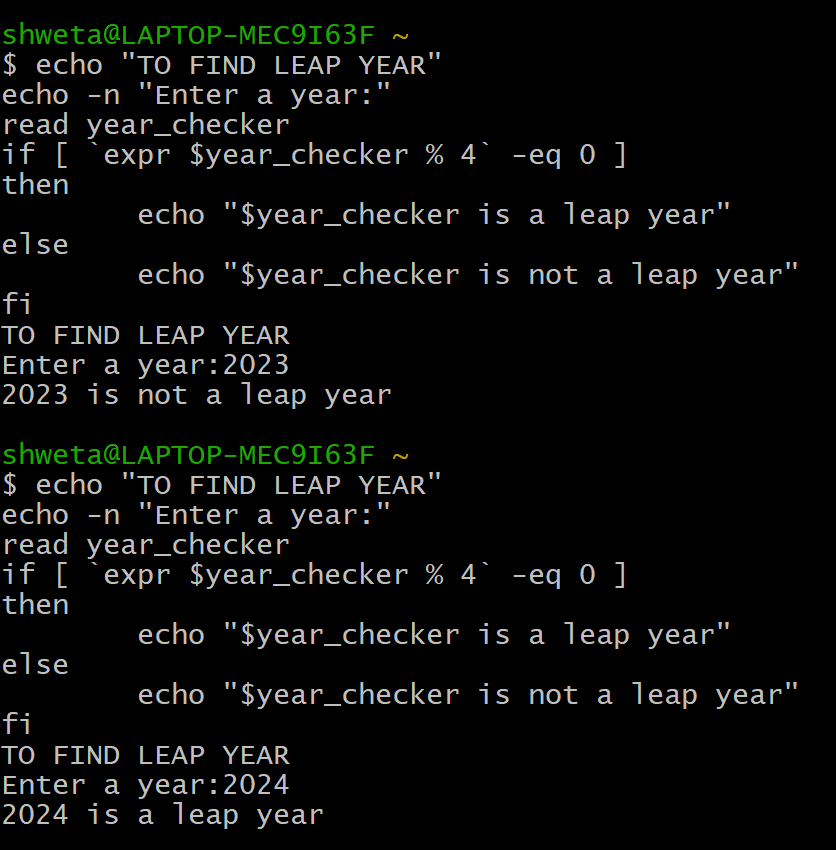 shweta@LAPTOP-MEC9I63F ~
$ echo "TO FIND LEAP YEAR"
echo -n "Enter a year:"
read year_checker
if [ `expr $year_checker % 4` -eq 0 ]
then
        echo "$year_checker is a leap year"
else
        echo "$year_checker is not a leap year"
fi
TO FIND LEAP YEAR
Enter a year:2023
2023 is not a leap year

shweta@LAPTOP-MEC9I63F ~
$ echo "TO FIND LEAP YEAR"
echo -n "Enter a year:"
read year_checker
if [ `expr $year_checker % 4` -eq 0 ]
then
        echo "$year_checker is a leap year"
else
        echo "$year_checker is not a leap year"
fi
TO FIND LEAP YEAR
Enter a year:2024
2024 is a leap year